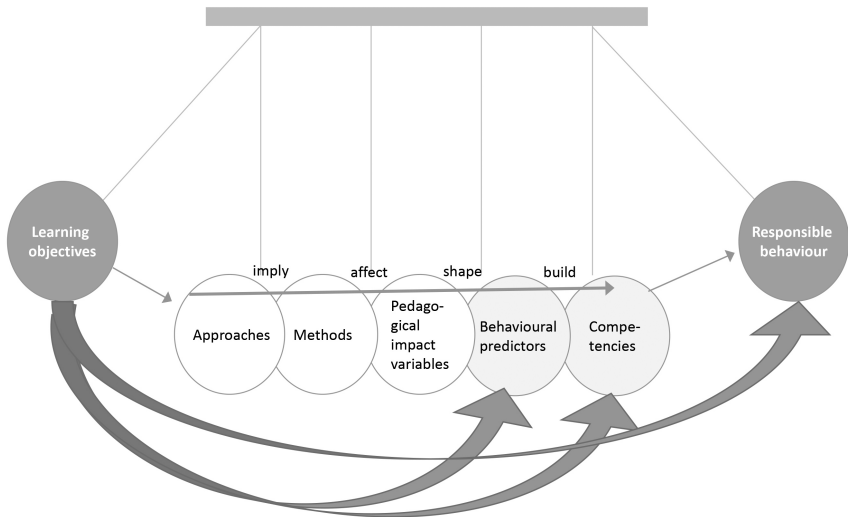 Learning
objectives
Responsible
behaviour
imply
affect
shape
build
Approaches
Methods
Pedago-
gical
impact
variables
Behavioural
predictors
Compe-
tencies